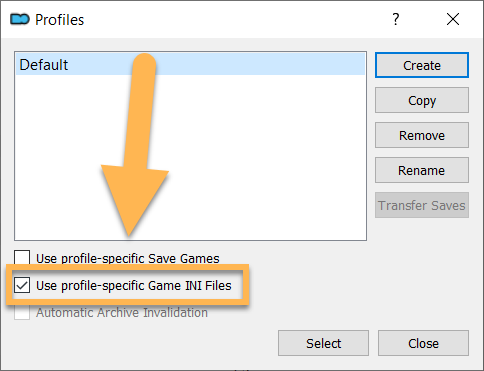 Profiles
Default
Create
Copy
Remove
Rename
Transfer Saves
Use profile-specific Save Games
Use profile-specific Game INI Files
Automatic Archive Invalidation
Select
Close